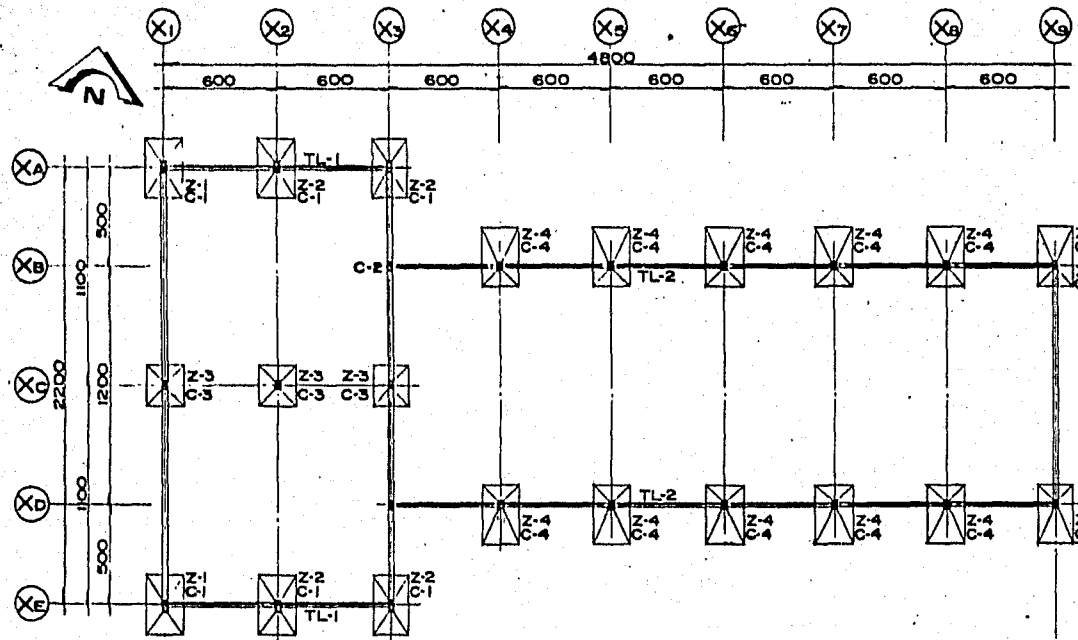 X1 X2 X3 X4 X5 X6 X7 X8 X9
4800
600 600 600 600 600 600 600 600
N
XA TL-1
Z-1 Z-2 Z-2
C-1 C-1 C-1
500
Z-4 Z-4 Z-4 Z-4 Z-4
C-4 C-4 C-4 C-4 C-4
XB C-2 TL-2
1100
2200 1200
XC Z-3 Z-3 Z-3
C-3 C-3 C-3
1100
XD TL-2
Z-4 Z-4 Z-4 Z-4 Z-4
C-4 C-4 C-4 C-4 C-4
500
Z-1 Z-2 Z-2
C-1 C-1 C-1
XE TL-1